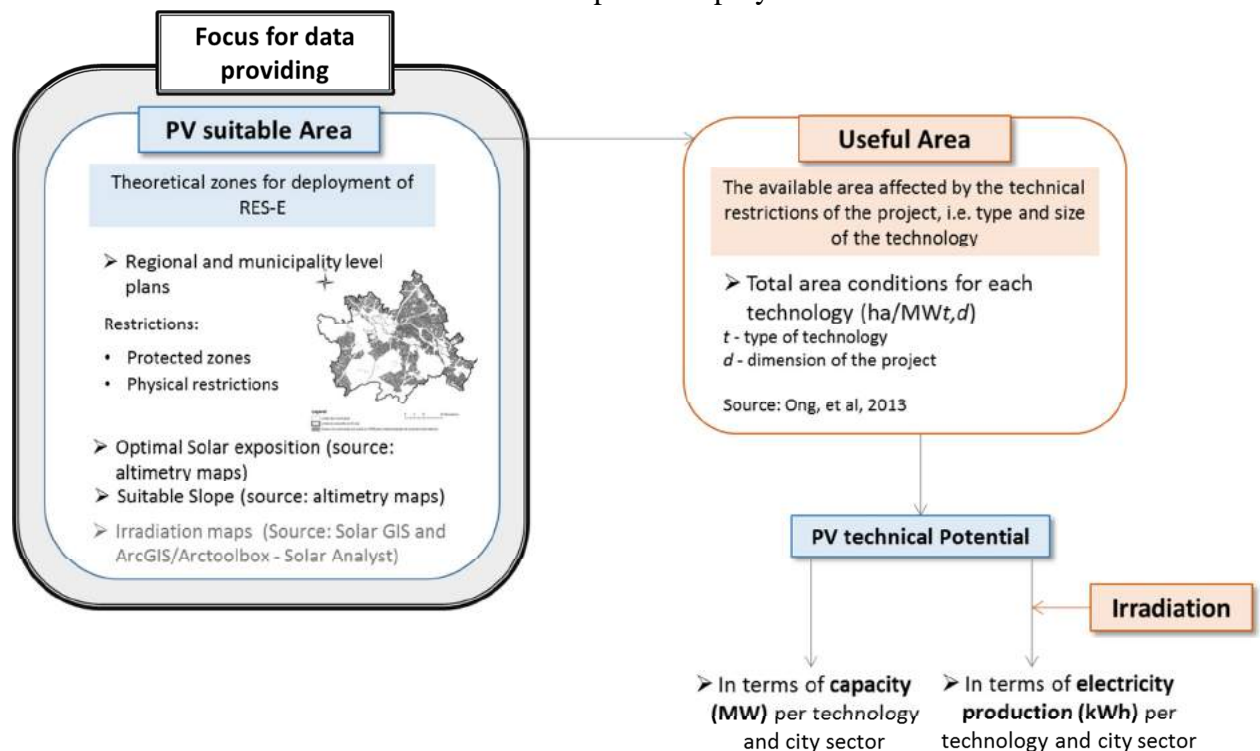 Focus for data
providing
PV suitable Area
Theoretical zones for deployment of
RES-E
➤ Regional and municipality level
plans
Restrictions:
• Protected zones
• Physical restrictions
➤ Optimal Solar exposition (source:
altimetry maps)
➤ Suitable Slope (source: altimetry maps)
➤ Irradiation maps (Source: Solar GIS and
ArcGIS/Arctoolbox - Solar Analyst)
Useful Area
The available area affected by the technical
restrictions of the project, i.e. type and size
of the technology
➤ Total area conditions for each
technology (ha/MWt,d)
t - type of technology
d - dimension of the project
Source: Ong, et al, 2013
PV technical Potential
Irradiation
➤ In terms of capacity
(MW) per technology
and city sector
➤ In terms of electricity
production (kWh) per
technology and city sector